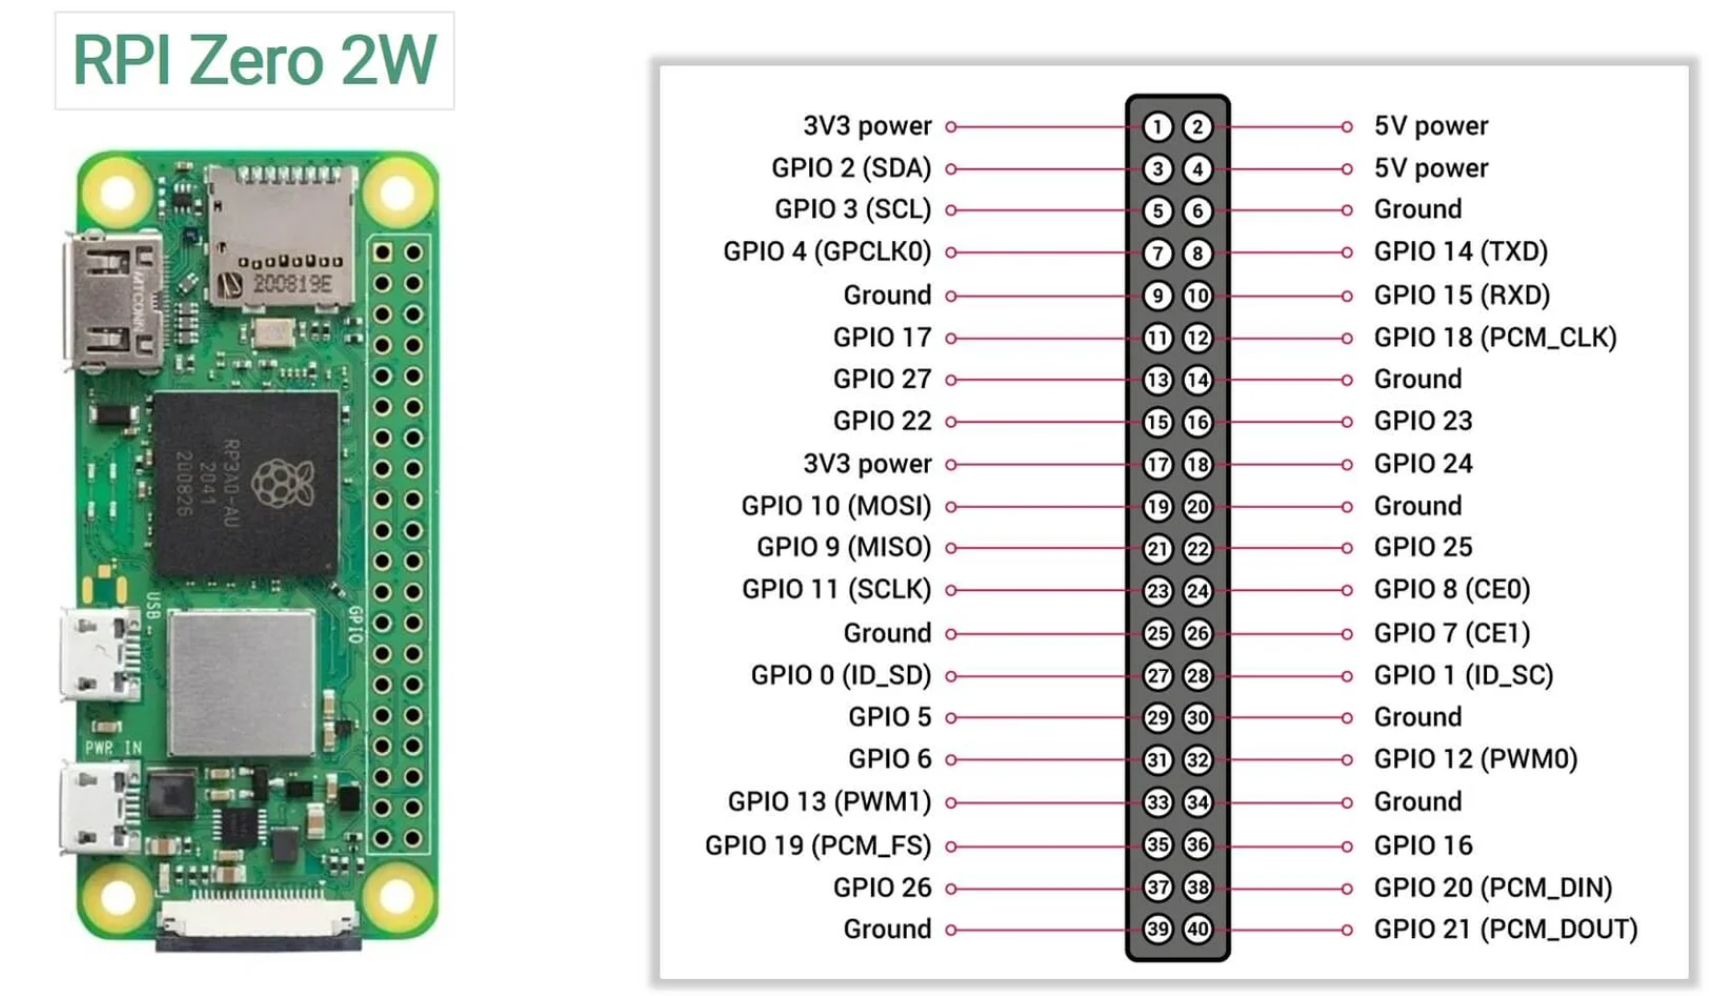 RPI Zero 2W
MTCONN
200819E
RP3A0-AU
2041
200826
USB
GPIO
PWR IN
3V3 power 1 2 5V power
GPIO 2 (SDA) 3 4 5V power
GPIO 3 (SCL) 5 6 Ground
GPIO 4 (GPCLK0) 7 8 GPIO 14 (TXD)
Ground 9 10 GPIO 15 (RXD)
GPIO 17 11 12 GPIO 18 (PCM_CLK)
GPIO 27 13 14 Ground
GPIO 22 15 16 GPIO 23
3V3 power 17 18 GPIO 24
GPIO 10 (MOSI) 19 20 Ground
GPIO 9 (MISO) 21 22 GPIO 25
GPIO 11 (SCLK) 23 24 GPIO 8 (CE0)
Ground 25 26 GPIO 7 (CE1)
GPIO 0 (ID_SD) 27 28 GPIO 1 (ID_SC)
GPIO 5 29 30 Ground
GPIO 6 31 32 GPIO 12 (PWM0)
GPIO 13 (PWM1) 33 34 Ground
GPIO 19 (PCM_FS) 35 36 GPIO 16
GPIO 26 37 38 GPIO 20 (PCM_DIN)
Ground 39 40 GPIO 21 (PCM_DOUT)